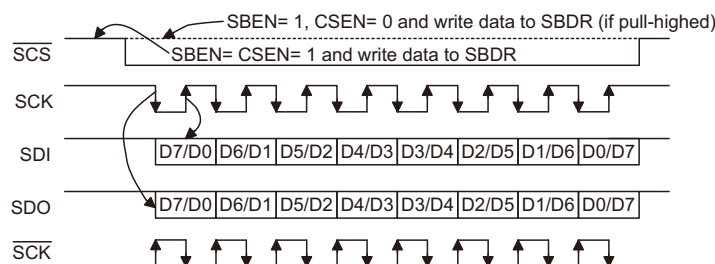 SBEN= 1, CSEN= 0 and write data to SBDR (if pull-highed)
SCS
SBEN= CSEN= 1 and write data to SBDR
SCK
SDI D7/D0 D6/D1 D5/D2 D4/D3 D3/D4 D2/D5 D1/D6 D0/D7
SDO D7/D0 D6/D1 D5/D2 D4/D3 D3/D4 D2/D5 D1/D6 D0/D7
SCK